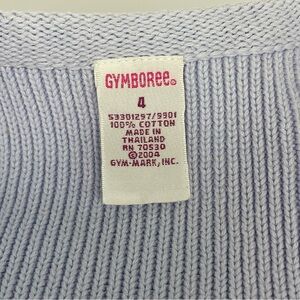 GYMBOREE®
4
53301297/9901
100% COTTON
MADE IN
THAILAND
RN 70530
©2004
GYM-MARK, INC.